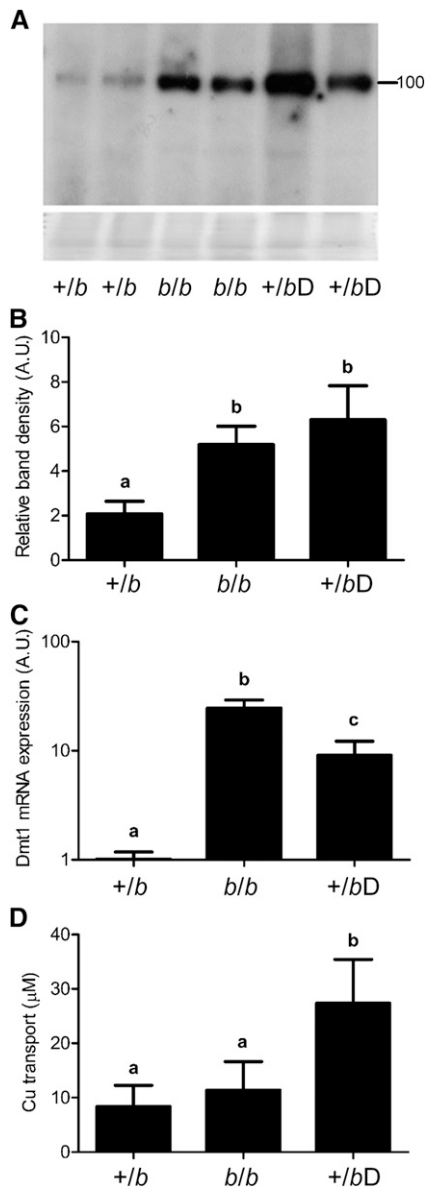 A
100
+/b +/b b/b b/b +/bD +/bD
B
Relative band density (A.U.)
10
8
6
4
2
0
a
b
b
+/b b/b +/bD
C
Dmt1 mRNA expression (A.U.)
100
10
1
a
b
c
+/b b/b +/bD
D
Cu transport (µM)
40
30
20
10
0
a
a
b
+/b b/b +/bD